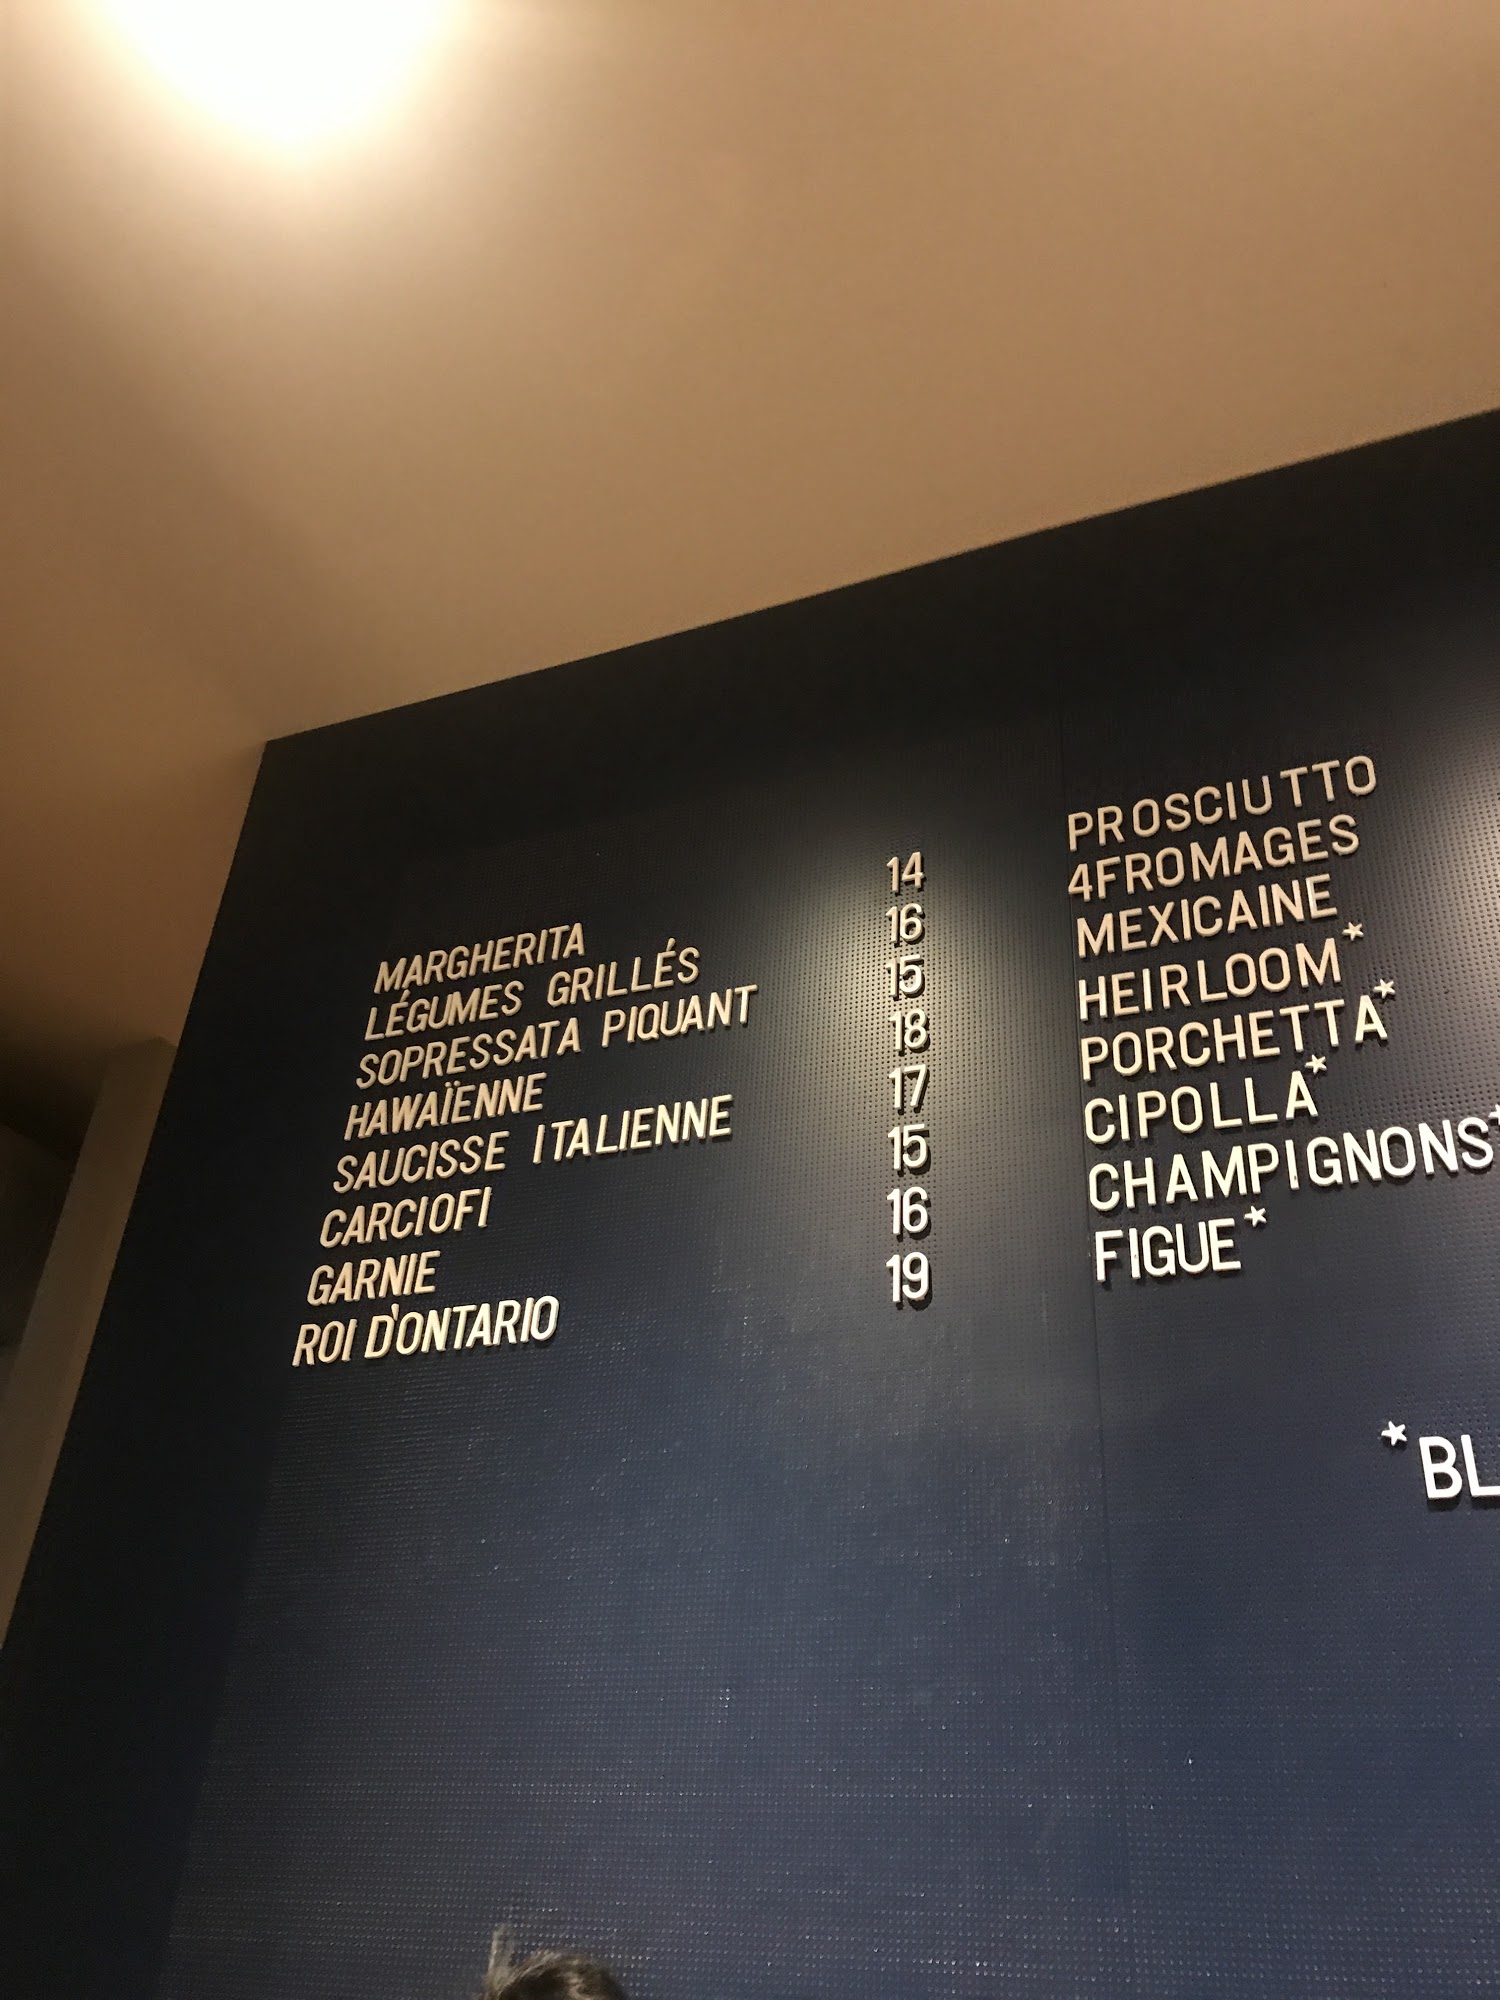 MARGHERITA 14
LÉGUMES GRILLÉS 16
SOPRESSATA PIQUANT 15
HAWAÏENNE 18
SAUCISSE ITALIENNE 17
CARCIOFI 15
GARNIE 16
ROI D'ONTARIO 19
PROSCIUTTO
4FROMAGES
MEXICAINE
HEIRLOOM*
PORCHETTA*
CIPOLLA*
CHAMPIGNONS*
FIGUE*
*BL